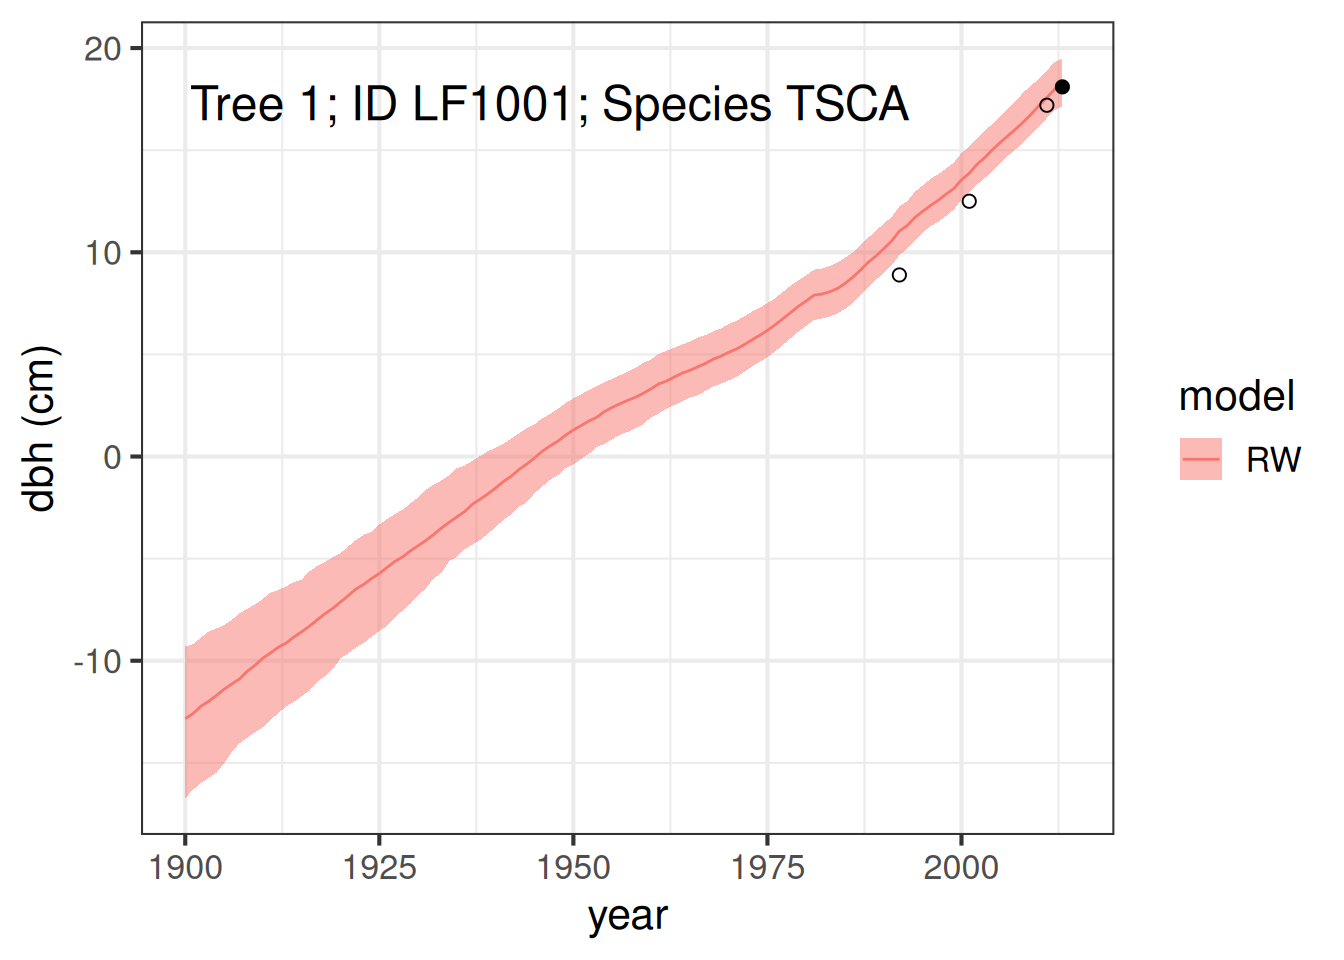 Tree 1; ID LF1001; Species TSCA
20
10
0
-10
dbh (cm)
1900 1925 1950 1975 2000
year
model
RW